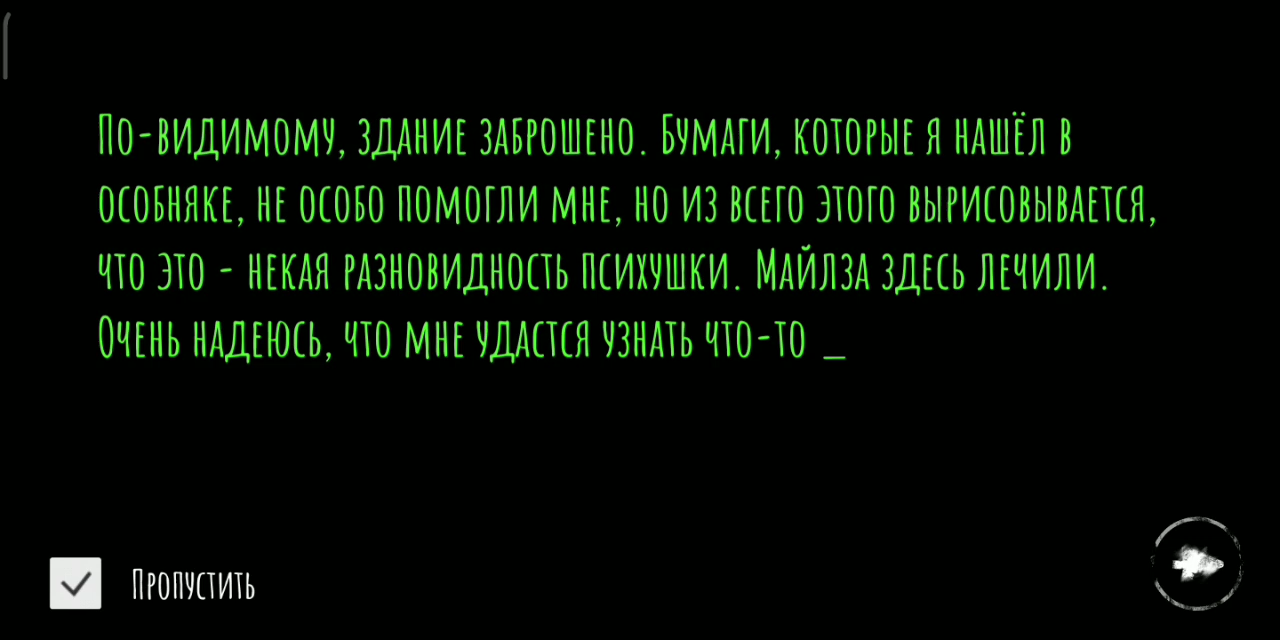 По-видимому, здание заброшено. Бумаги, которые я нашёл в
особняке, не особо помогли мне, но из всего этого вырисовывается,
что это - некая разновидность психушки. Майлза здесь лечили.
Очень надеюсь, что мне удастся узнать что-то _
Пропустить